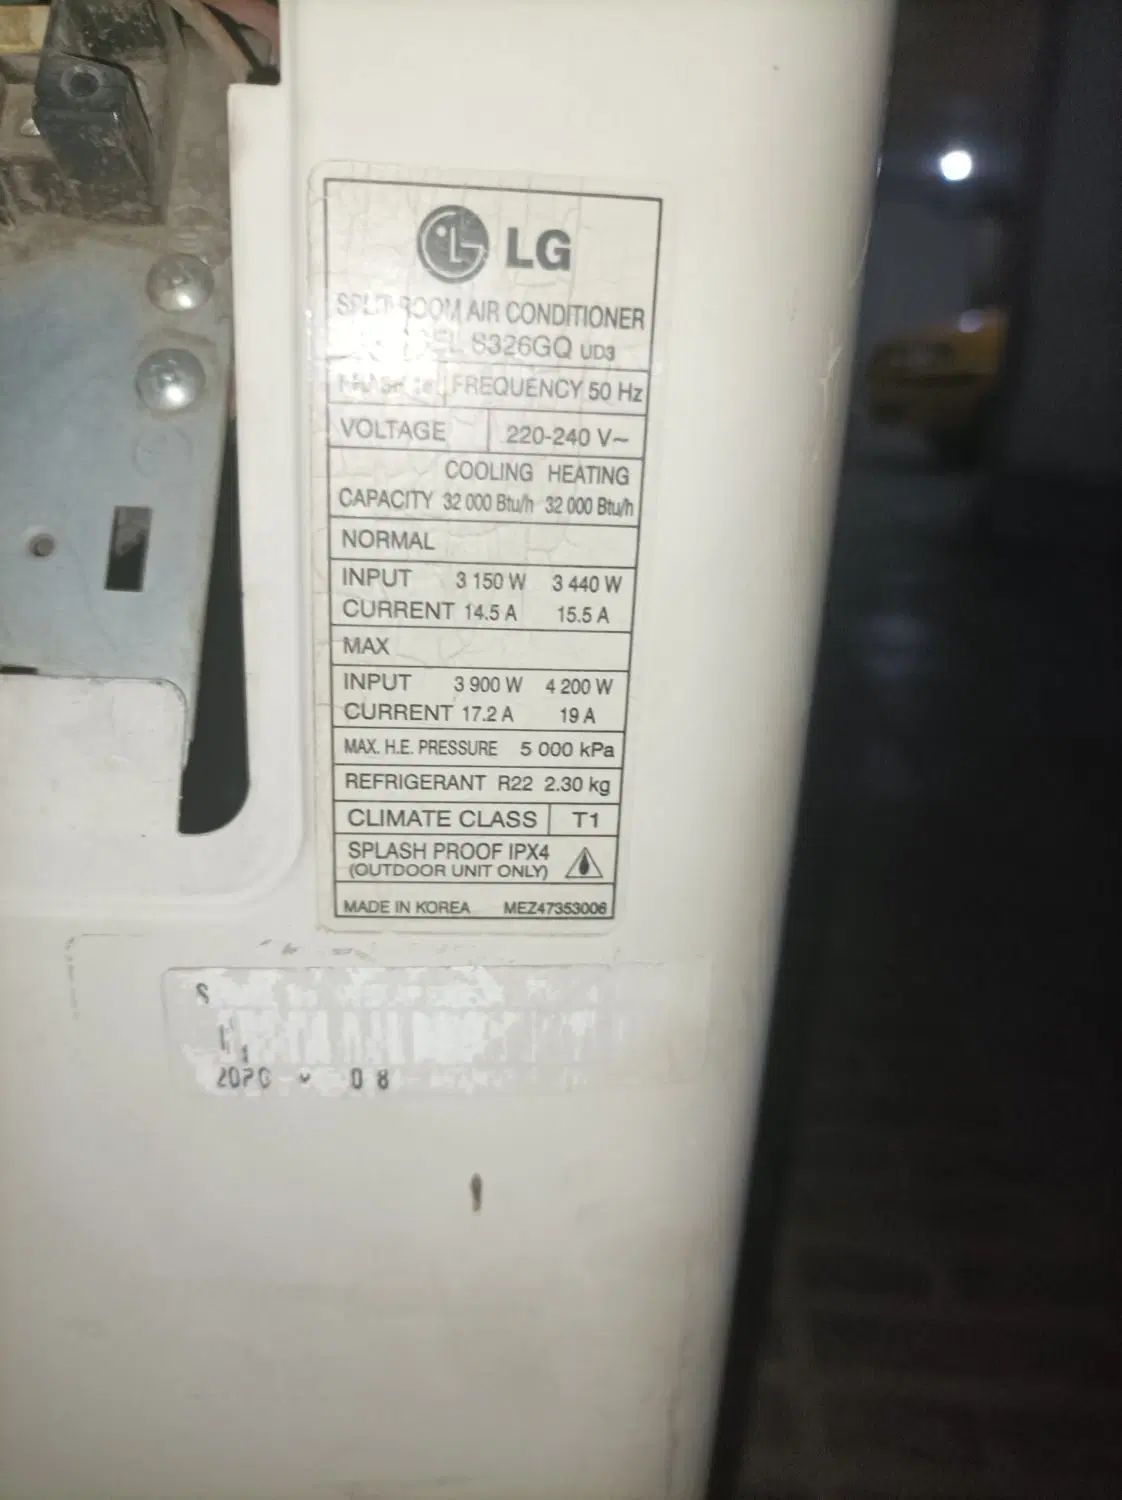 LG
SPLIT ROOM AIR CONDITIONER
S326GQ UD3
FREQUENCY 50 Hz
VOLTAGE 220-240 V~
COOLING HEATING
CAPACITY 32 000 Btu/h 32 000 Btu/h
NORMAL
INPUT 3 150 W 3 440 W
CURRENT 14.5 A 15.5 A
MAX
INPUT 3 900 W 4 200 W
CURRENT 17.2 A 19 A
MAX. H.E. PRESSURE 5 000 kPa
REFRIGERANT R22 2.30 kg
CLIMATE CLASS T1
SPLASH PROOF IPX4
(OUTDOOR UNIT ONLY)
MADE IN KOREA MEZ47353006